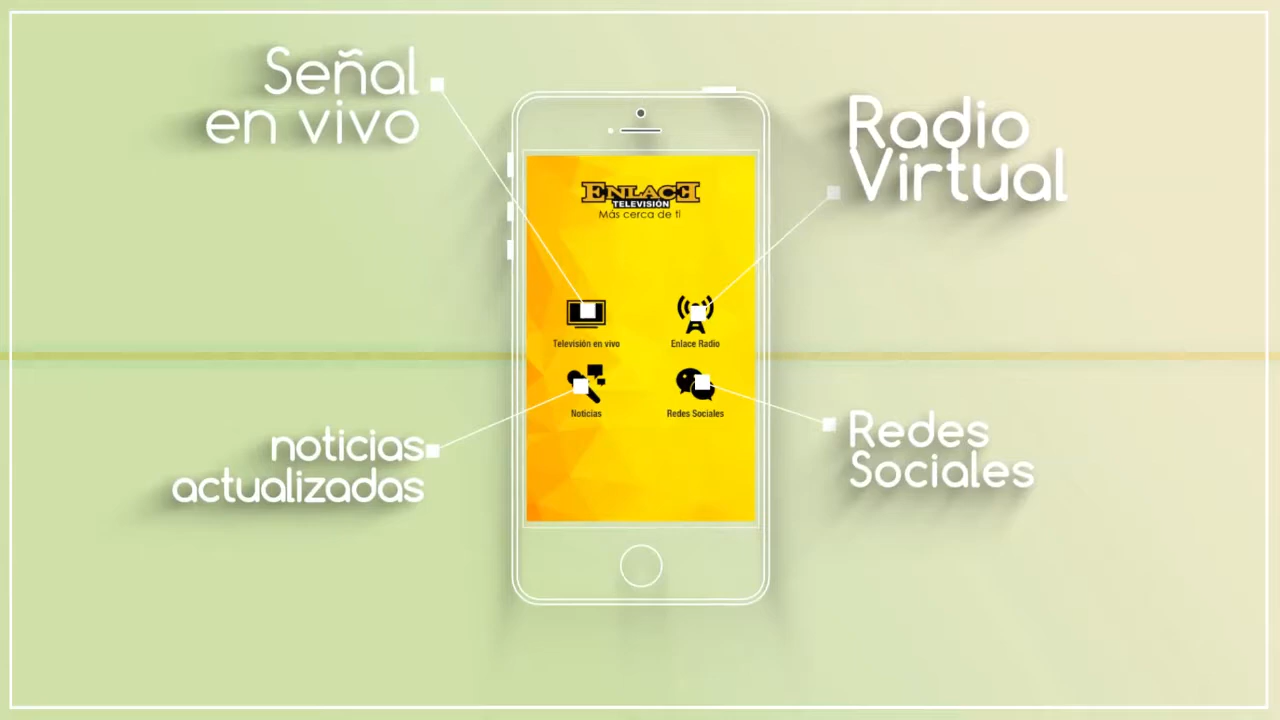 Señal
en vivo
Radio
Virtual
ENLACE
TELEVISIÓN
Más cerca de ti
Televisión en vivo
Enlace Radio
Noticias
Redes Sociales
noticias
actualizadas
Redes
Sociales